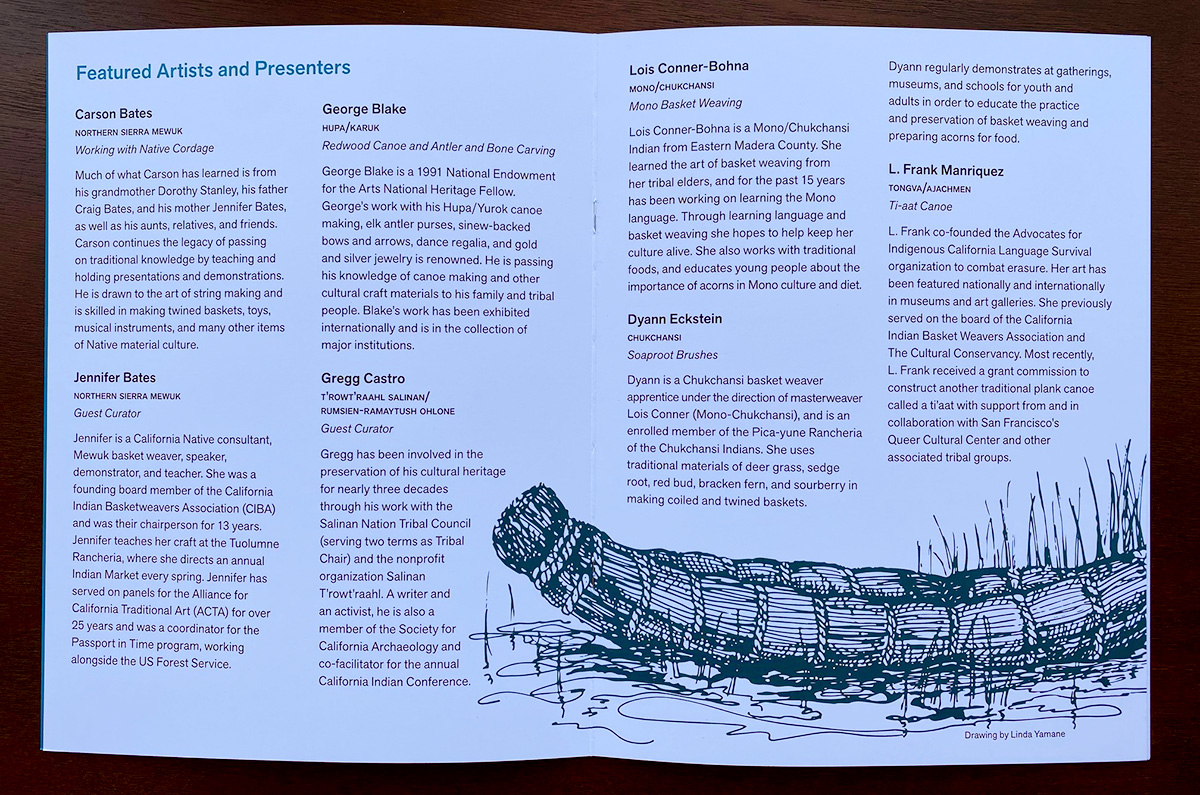 Featured Artists and Presenters
Carson Bates
NORTHERN SIERRA MEWUK
Working with Native Cordage
Much of what Carson has learned is from
his grandmother Dorothy Stanley, his father
Craig Bates, and his mother Jennifer Bates,
as well as his aunts, relatives, and friends.
Carson continues the legacy of passing
on traditional knowledge by teaching and
holding presentations and demonstrations.
He is drawn to the art of string making and
is skilled in making twined baskets, toys,
musical instruments, and many other items
of Native material culture.
Jennifer Bates
NORTHERN SIERRA MEWUK
Guest Curator
Jennifer is a California Native consultant,
Mewuk basket weaver, speaker,
demonstrator, and teacher. She was a
founding board member of the California
Indian Basketweavers Association (CIBA)
and was their chairperson for 13 years.
Jennifer teaches her craft at the Tuolumne
Rancheria, where she directs an annual
Indian Market every spring. Jennifer has
served on panels for the Alliance for
California Traditional Art (ACTA) for over
25 years and was a coordinator for the
Passport in Time program, working
alongside the US Forest Service.
George Blake
HUPA/KARUK
Redwood Canoe and Antler and Bone Carving
George Blake is a 1991 National Endowment
for the Arts National Heritage Fellow.
George's work with his Hupa/Yurok canoe
making, elk antler purses, sinew-backed
bows and arrows, dance regalia, and gold
and silver jewelry is renowned. He is passing
his knowledge of canoe making and other
cultural craft materials to his family and tribal
people. Blake's work has been exhibited
internationally and is in the collection of
major institutions.
Gregg Castro
T'ROWT'RAAHL SALINAN/
RUMSIEN-RAMAYTUSH OHLONE
Guest Curator
Gregg has been involved in the
preservation of his cultural heritage
for nearly three decades
through his work with the
Salinan Nation Tribal Council
(serving two terms as Tribal
Chair) and the nonprofit
organization Salinan
T'rowt'raahl. A writer and
an activist, he is also a
member of the Society for
California Archaeology and
co-facilitator for the annual
California Indian Conference.
Lois Conner-Bohna
MONO/CHUKCHANSI
Mono Basket Weaving
Lois Conner-Bohna is a Mono/Chukchansi
Indian from Eastern Madera County. She
learned the art of basket weaving from
her tribal elders, and for the past 15 years
has been working on learning the Mono
language. Through learning language and
basket weaving she hopes to help keep her
culture alive. She also works with traditional
foods, and educates young people about the
importance of acorns in Mono culture and diet.
Dyann Eckstein
CHUKCHANSI
Soaproot Brushes
Dyann is a Chukchansi basket weaver
apprentice under the direction of masterweaver
Lois Conner (Mono-Chukchansi), and is an
enrolled member of the Pica-yune Rancheria
of the Chukchansi Indians. She uses
traditional materials of deer grass, sedge
root, red bud, bracken fern, and sourberry in
making coiled and twined baskets.
Dyann regularly demonstrates at gatherings,
museums, and schools for youth and
adults in order to educate the practice
and preservation of basket weaving and
preparing acorns for food.
L. Frank Manriquez
TONGVA/AJACHMEN
Ti-aat Canoe
L. Frank co-founded the Advocates for
Indigenous California Language Survival
organization to combat erasure. Her art has
been featured nationally and internationally
in museums and art galleries. She previously
served on the board of the California
Indian Basket Weavers Association and
The Cultural Conservancy. Most recently,
L. Frank received a grant commission to
construct another traditional plank canoe
called a ti'aat with support from and in
collaboration with San Francisco's
Queer Cultural Center and other
associated tribal groups.
Drawing by Linda Yamane